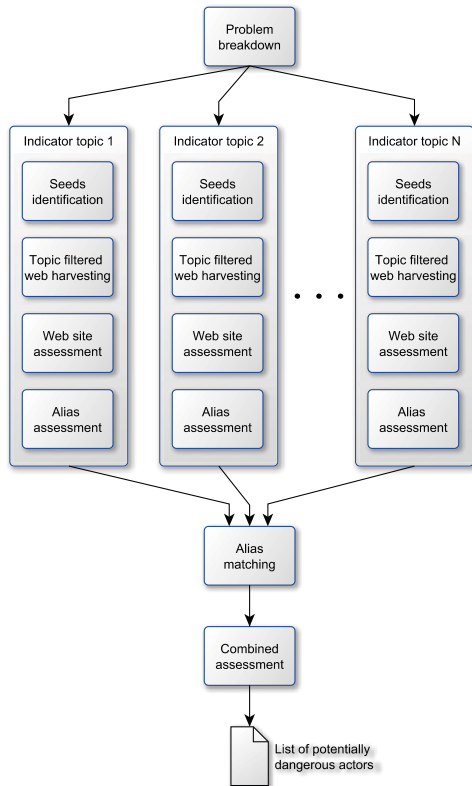 Problem
breakdown
Indicator topic 1
Seeds
identification
Topic filtered
web harvesting
Web site
assessment
Alias
assessment
Indicator topic 2
Seeds
identification
Topic filtered
web harvesting
Web site
assessment
Alias
assessment
Indicator topic N
Seeds
identification
Topic filtered
web harvesting
Web site
assessment
Alias
assessment
Alias
matching
Combined
assessment
List of potentially
dangerous actors